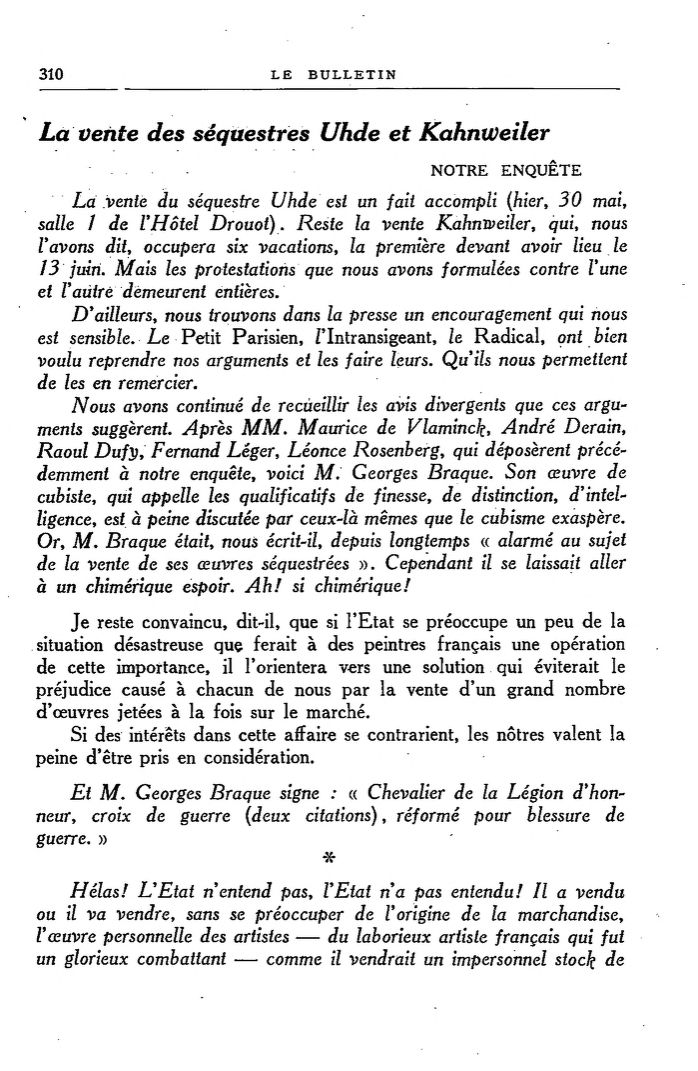 310
LE BULLETIN
La vente des séquestres Uhde et Kahnweiler
NOTRE ENQUÊTE
La vente du séquestre Uhde est un fait accompli (hier, 30 mai,
salle 1 de l'Hôtel Drouot). Reste la vente Kahnweiler, qui, nous
l'avons dit, occupera six vacations, la première devant avoir lieu le
13 juin. Mais les protestations que nous avons formulées contre l'une
et l'autre demeurent entières.
D'ailleurs, nous trouvons dans la presse un encouragement qui nous
est sensible. Le Petit Parisien, l'Intransigeant, le Radical, ont bien
voulu reprendre nos arguments et les faire leurs. Qu'ils nous permettent
de les en remercier.
Nous avons continué de recueillir les avis divergents que ces argu-
ments suggèrent. Après MM. Maurice de Vlaminck, André Derain,
Raoul Dufy, Fernand Léger, Léonce Rosenberg, qui déposèrent précé-
demment à notre enquête, voici M. Georges Braque. Son œuvre de
cubiste, qui appelle les qualificatifs de finesse, de distinction, d'intel-
ligence, est à peine discutée par ceux-là mêmes que le cubisme exaspère.
Or, M. Braque était, nous écrit-il, depuis longtemps « alarmé au sujet
de la vente de ses œuvres séquestrées ». Cependant il se laissait aller
à un chimérique espoir. Ah! si chimérique!
Je reste convaincu, dit-il, que si l'Etat se préoccupe un peu de la
situation désastreuse que ferait à des peintres français une opération
de cette importance, il l'orientera vers une solution qui éviterait le
préjudice causé à chacun de nous par la vente d'un grand nombre
d'œuvres jetées à la fois sur le marché.
Si des intérêts dans cette affaire se contrarient, les nôtres valent la
peine d'être pris en considération.
Et M. Georges Braque signe : « Chevalier de la Légion d'hon-
neur, croix de guerre (deux citations), réformé pour blessure de
guerre. »
*
Hélas! L'Etat n'entend pas, l'Etat n'a pas entendu! Il a vendu
ou il va vendre, sans se préoccuper de l'origine de la marchandise,
l'œuvre personnelle des artistes — du laborieux artiste français qui fut
un glorieux combattant — comme il vendrait un impersonnel stock de